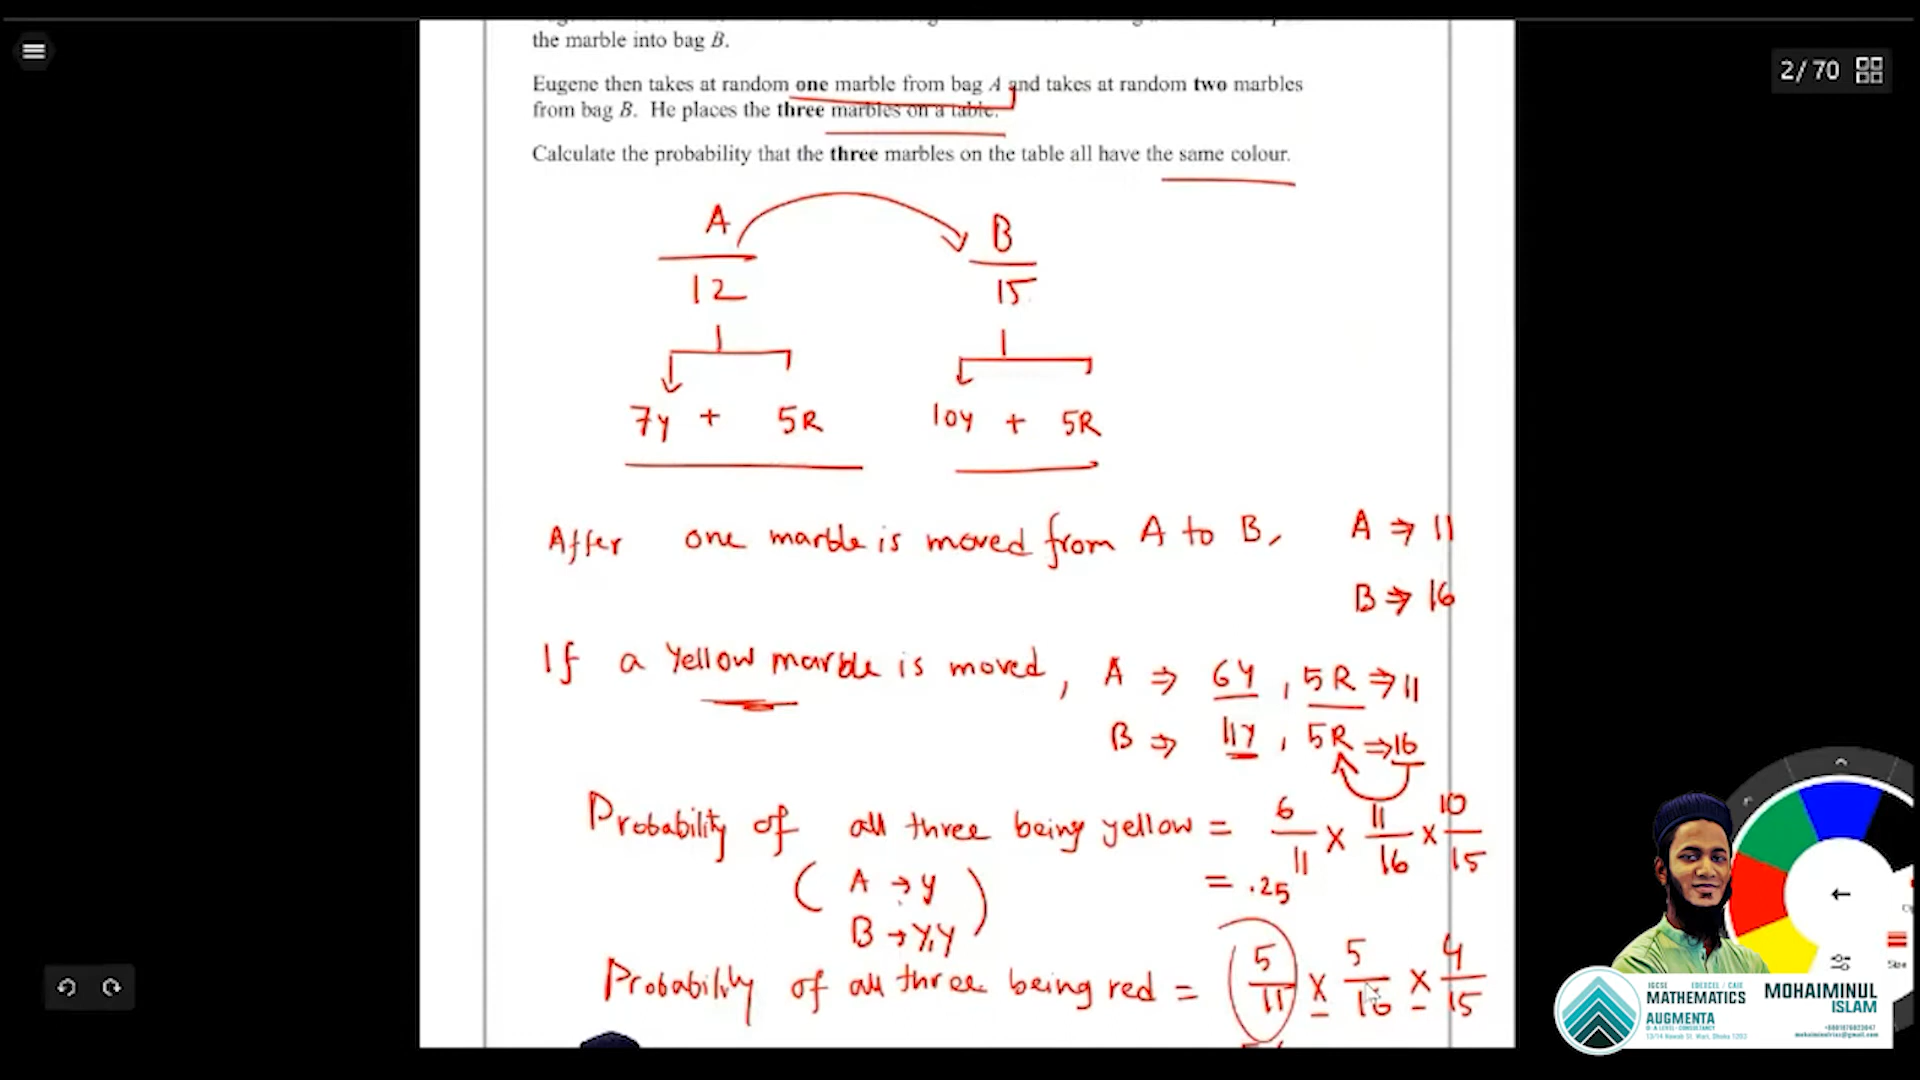 the marble into bag B.
2/70
Eugene then takes at random one marble from bag A and takes at random two marbles
from bag B. He places the three marbles on a table.
Calculate the probability that the three marbles on the table all have the same colour.
A B
12 15
7y + 5R 10y + 5R
After one marble is moved from A to B, A ⇒ 11
B ⇒ 16
If a Yellow marble is moved, A ⇒ 6Y, 5R ⇒ 11
B ⇒ 11Y, 5R ⇒ 16
Probability of all three being yellow = 6/11 × 11/16 × 10/15
( A → y = .25
B → y,y )
Probability of all three being red = 5/11 × 5/16 × 4/15
Size
IGCSE EDEXCEL / CAIE
MATHEMATICS
AUGMENTA
MOHAIMINUL
ISLAM